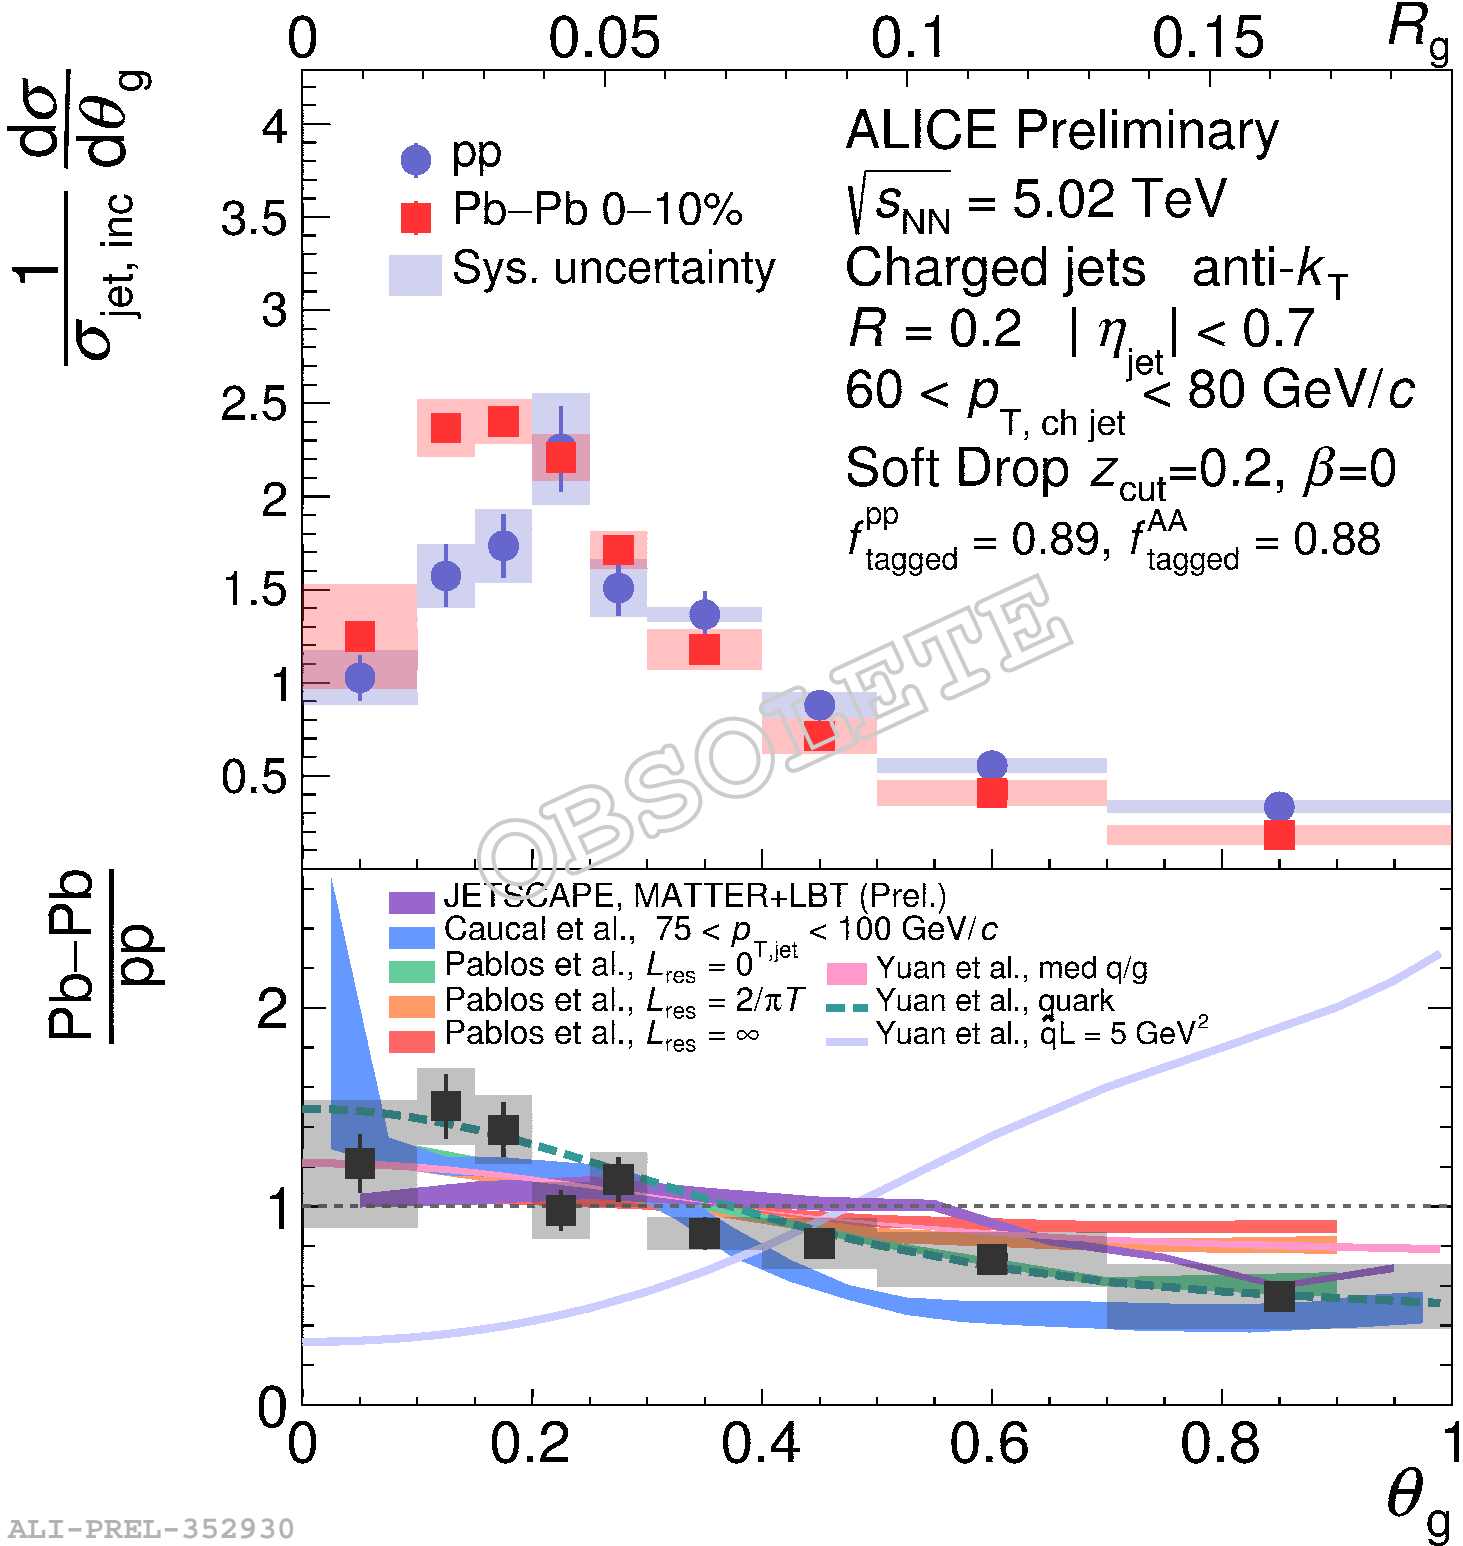 0 0.05 0.1 0.15 R_g
1/σ_jet, inc dσ/dθ_g
4
3.5
3
2.5
2
1.5
1
0.5
pp
Pb−Pb 0−10%
Sys. uncertainty
ALICE Preliminary
√s_NN = 5.02 TeV
Charged jets anti-k_T
R = 0.2 | η_jet | < 0.7
60 < p_T, ch jet < 80 GeV/c
Soft Drop z_cut=0.2, β=0
f^pp_tagged = 0.89, f^AA_tagged = 0.88
OBSOLETE
Pb−Pb/pp
2
1
0
JETSCAPE, MATTER+LBT (Prel.)
Caucal et al., 75 < p_T,jet < 100 GeV/c
Pablos et al., L_res = 0
Pablos et al., L_res = 2/πT
Pablos et al., L_res = ∞
Yuan et al., med q/g
Yuan et al., quark
Yuan et al., q̂L = 5 GeV²
0 0.2 0.4 0.6 0.8 1
θ_g
ALI-PREL-352930